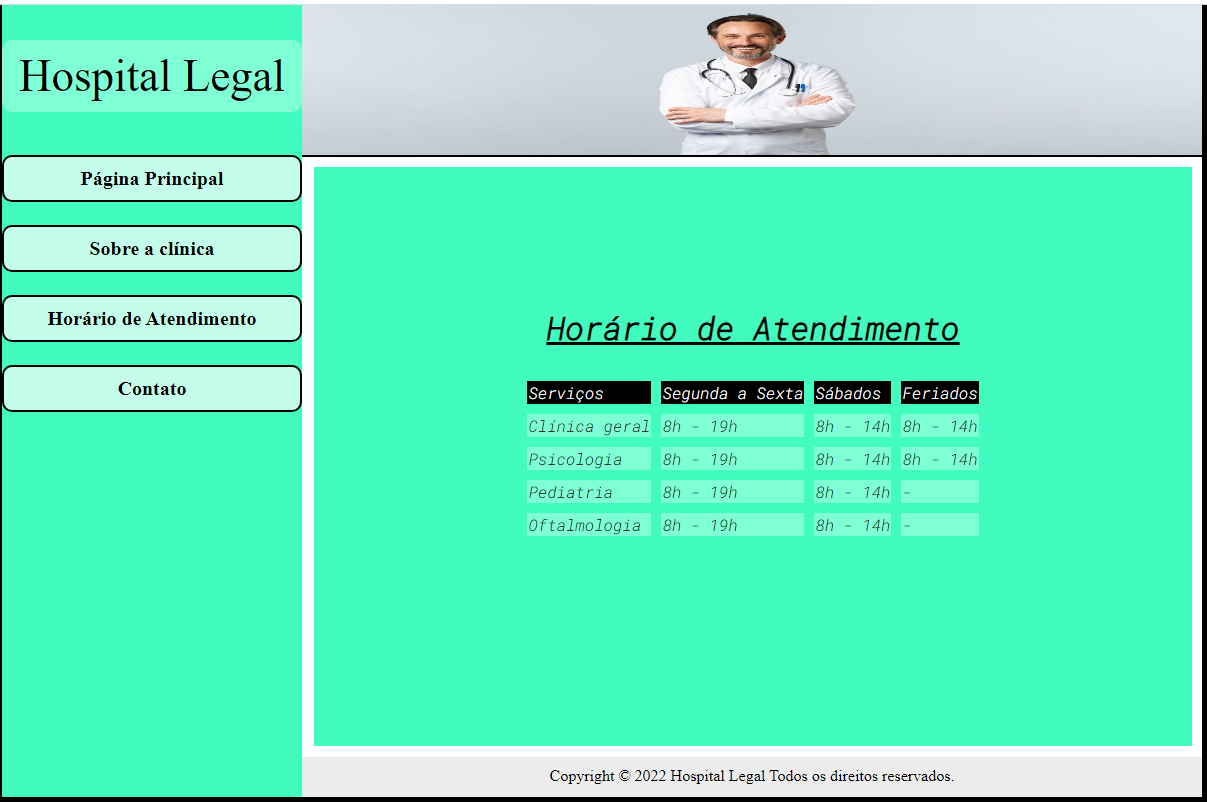 Hospital Legal
Página Principal
Sobre a clínica
Horário de Atendimento
Contato
Horário de Atendimento
Serviços Segunda a Sexta Sábados Feriados
Clínica geral 8h - 19h 8h - 14h 8h - 14h
Psicologia 8h - 19h 8h - 14h 8h - 14h
Pediatria 8h - 19h 8h - 14h -
Oftalmologia 8h - 19h 8h - 14h -
Copyright © 2022 Hospital Legal Todos os direitos reservados.